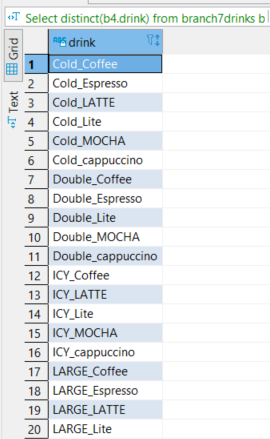 Select distinct(b4.drink) from branch7drinks b
Grid
Text
drink
1 Cold_Coffee
2 Cold_Espresso
3 Cold_LATTE
4 Cold_Lite
5 Cold_MOCHA
6 Cold_cappuccino
7 Double_Coffee
8 Double_Espresso
9 Double_Lite
10 Double_MOCHA
11 Double_cappuccino
12 ICY_Coffee
13 ICY_LATTE
14 ICY_Lite
15 ICY_MOCHA
16 ICY_cappuccino
17 LARGE_Coffee
18 LARGE_Espresso
19 LARGE_LATTE
20 LARGE_Lite